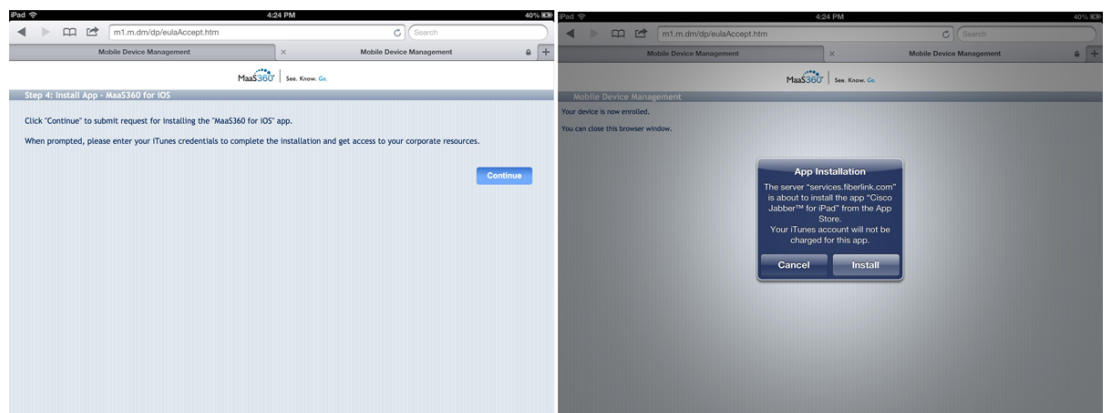 iPad
4:24 PM
40%
m1.m.dm/dp/eulaAccept.htm
Search
Mobile Device Management
Mobile Device Management
MaaS360 See. Know. Go.
Step 4: Install App - MaaS360 for iOS
Click "Continue" to submit request for installing the "MaaS360 for iOS" app.
When prompted, please enter your iTunes credentials to complete the installation and get access to your corporate resources.
Continue
iPad
4:24 PM
40%
m1.m.dm/dp/eulaAccept.htm
Search
Mobile Device Management
Mobile Device Management
MaaS360 See. Know. Go.
Mobile Device Management
Your device is now enrolled.
You can close this browser window.
App Installation
The server "services.fiberlink.com"
is about to install the app "Cisco
Jabber™ for iPad" from the App
Store.
Your iTunes account will not be
charged for this app.
Cancel
Install